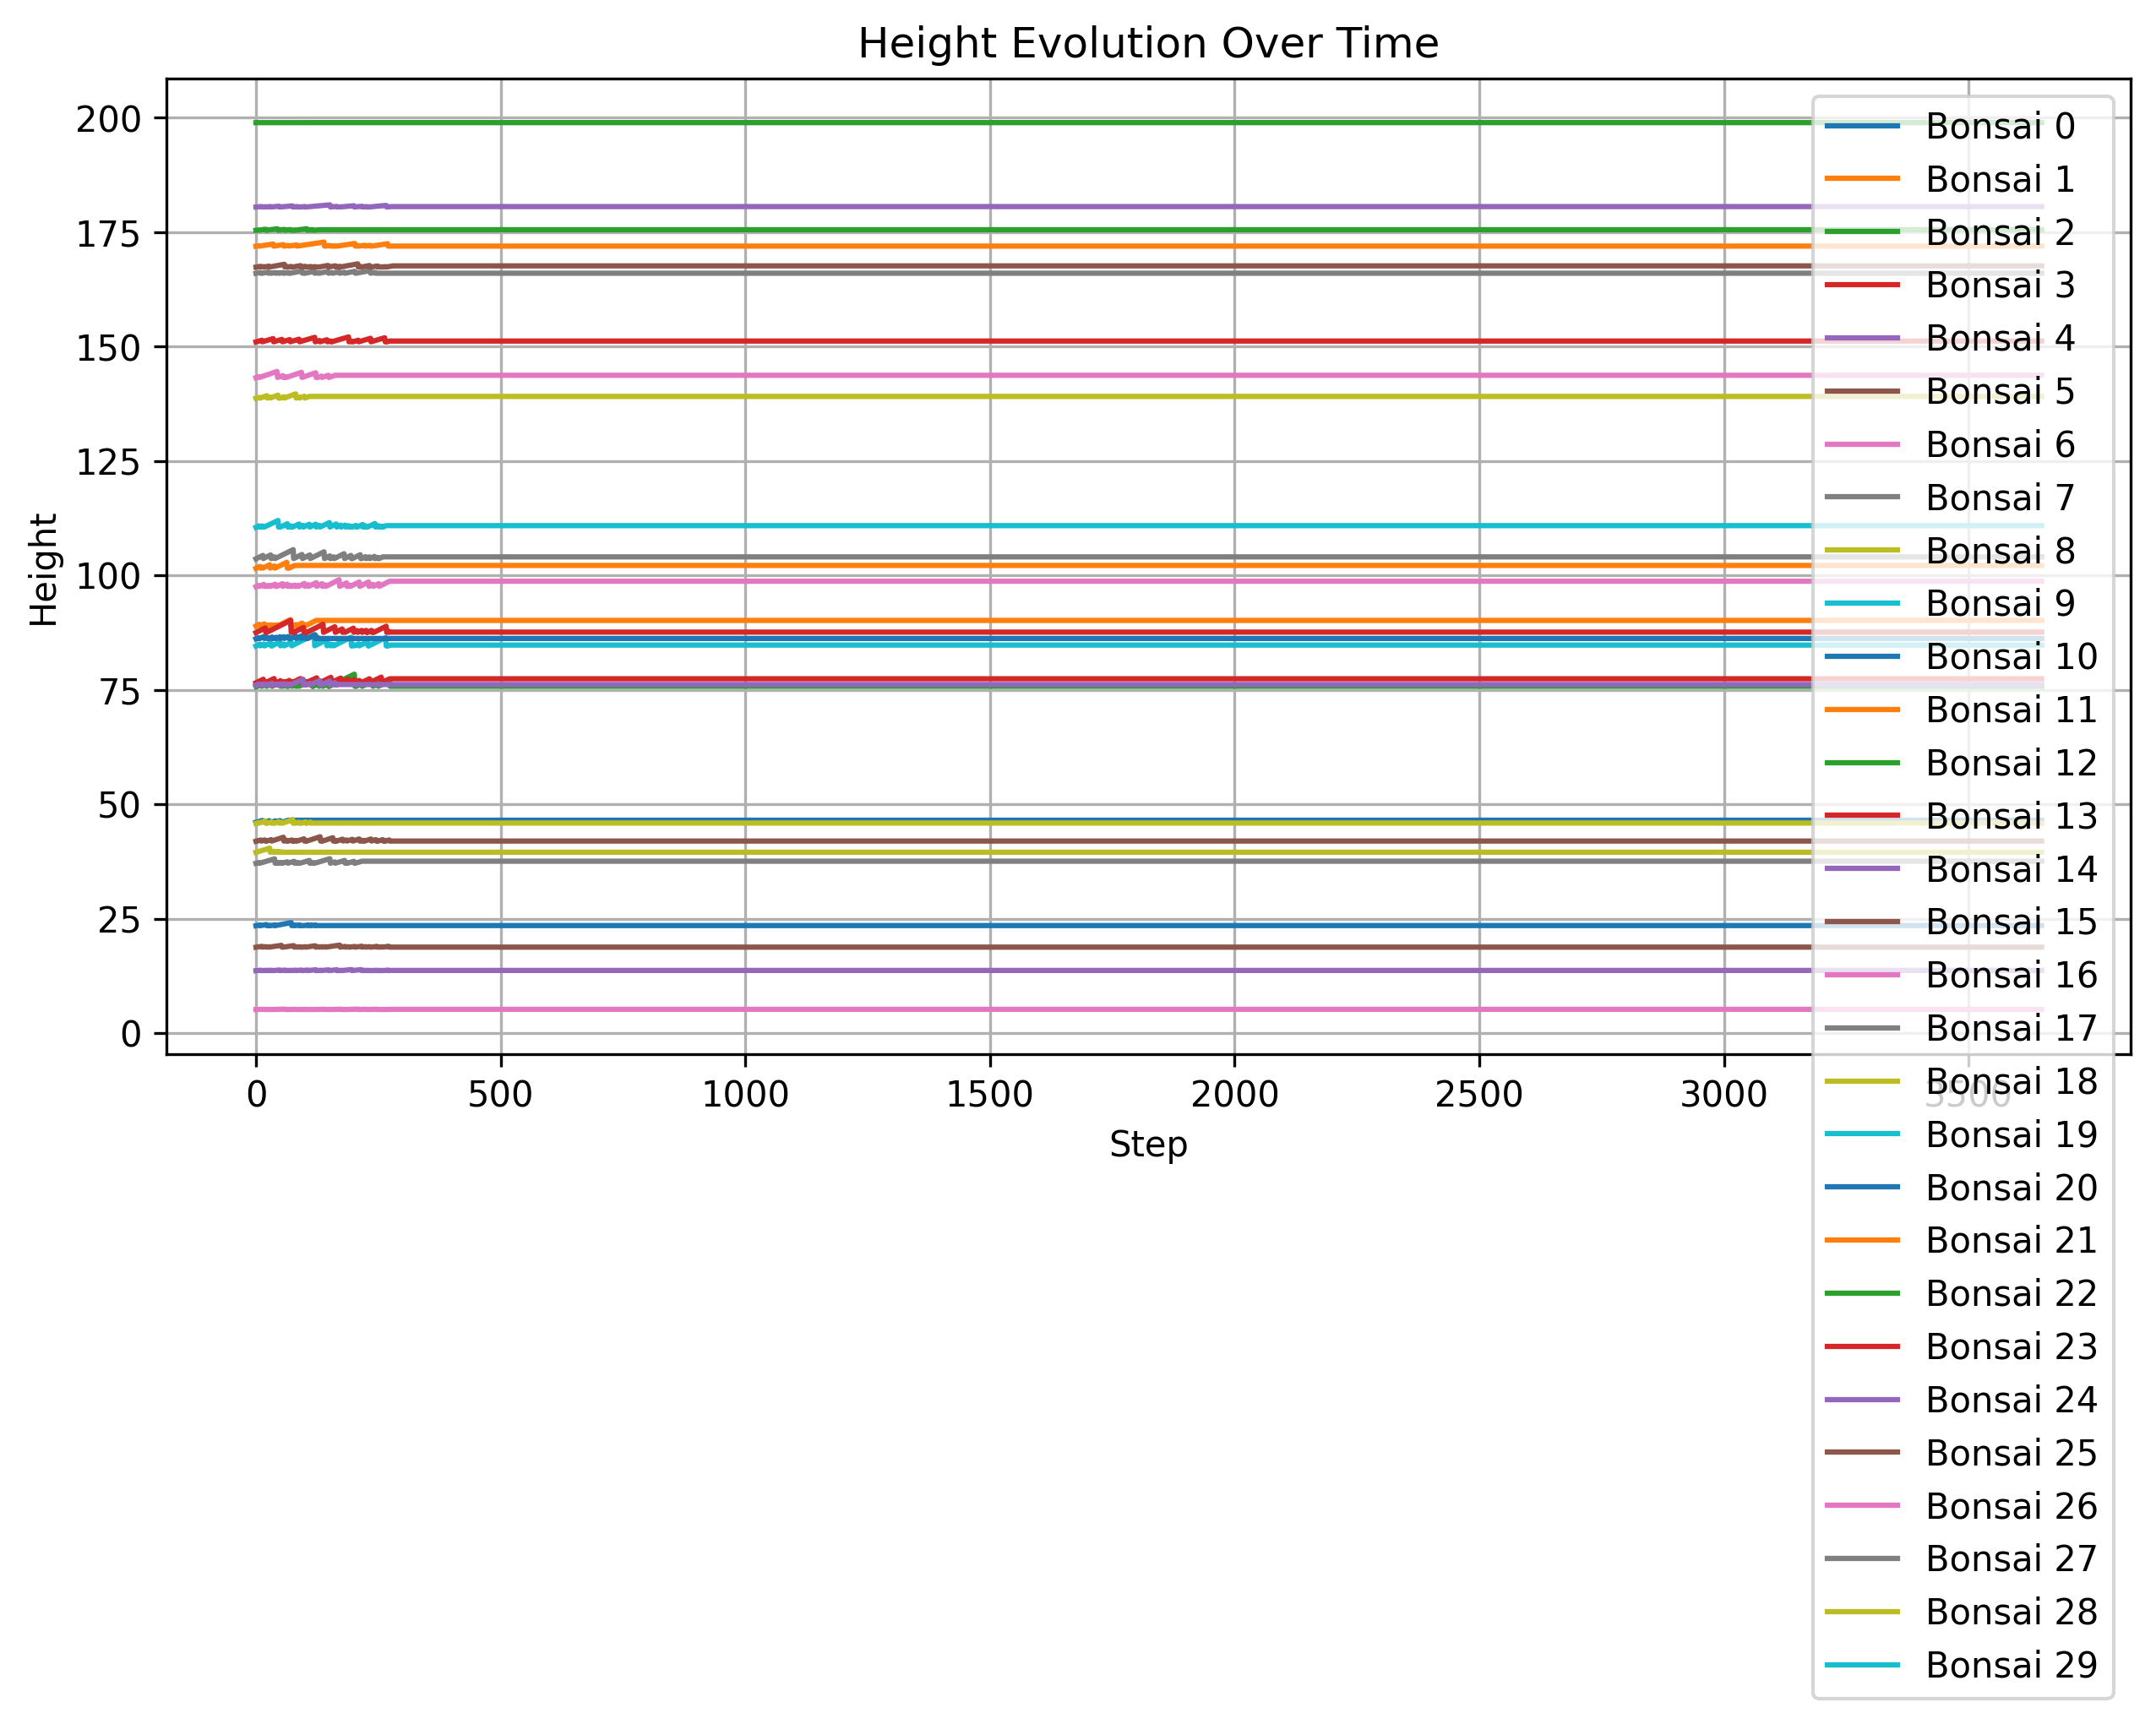 Height Evolution Over Time
Height
200
175
150
125
100
75
50
25
0
0 500 1000 1500 2000 2500 3000 3500
Step
Bonsai 0
Bonsai 1
Bonsai 2
Bonsai 3
Bonsai 4
Bonsai 5
Bonsai 6
Bonsai 7
Bonsai 8
Bonsai 9
Bonsai 10
Bonsai 11
Bonsai 12
Bonsai 13
Bonsai 14
Bonsai 15
Bonsai 16
Bonsai 17
Bonsai 18
Bonsai 19
Bonsai 20
Bonsai 21
Bonsai 22
Bonsai 23
Bonsai 24
Bonsai 25
Bonsai 26
Bonsai 27
Bonsai 28
Bonsai 29